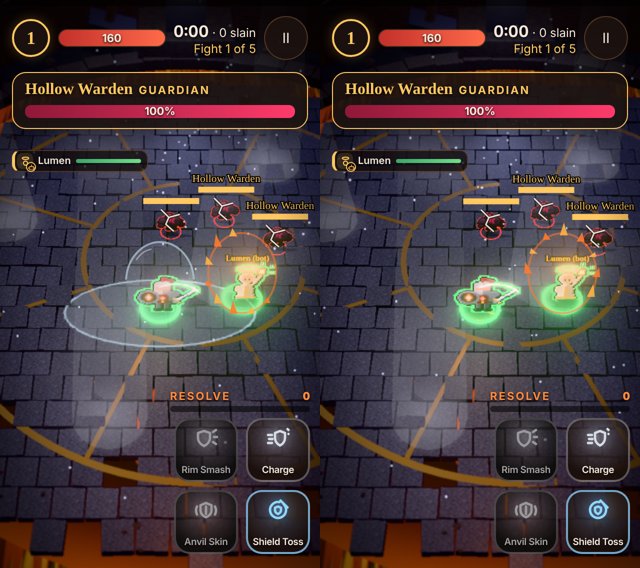 1
160
0:00 · 0 slain
Fight 1 of 5
Hollow Warden GUARDIAN
100%
Lumen
Hollow Warden
Hollow Warden
Lumen (bot)
RESOLVE 0
Rim Smash
Charge
Anvil Skin
Shield Toss
1
160
0:00 · 0 slain
Fight 1 of 5
Hollow Warden GUARDIAN
100%
Lumen
Hollow Warden
Hollow Warden
Lumen (bot)
RESOLVE 0
Rim Smash
Charge
Anvil Skin
Shield Toss